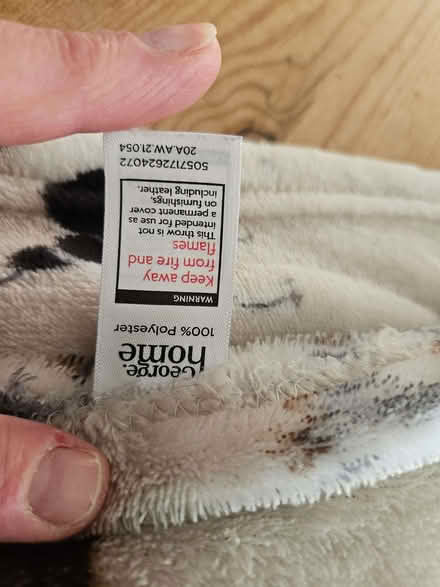 George.
home
100% Polyester
WARNING
Keep away
from fire and
flames
This throw is not
intended for use as
a permanent cover
on furnishings,
including leather.
5057172624072
20A.AW.21.054